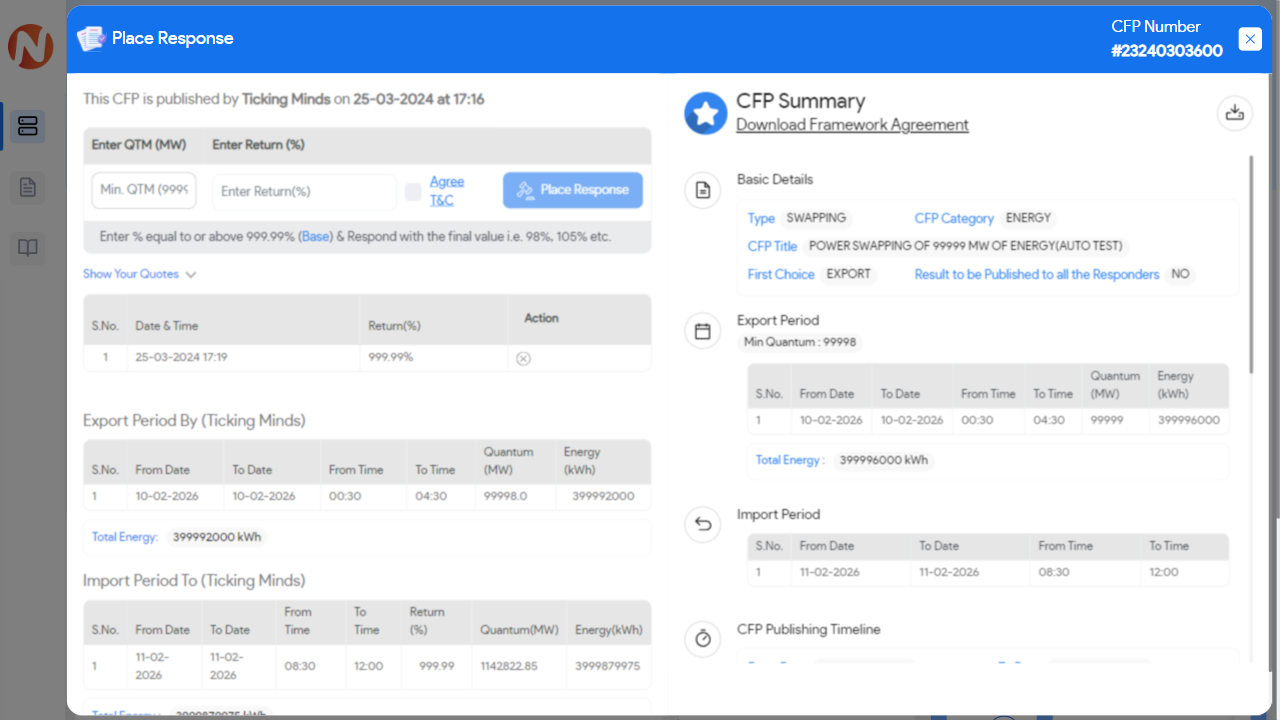 Place Response
CFP Number
#23240303600
This CFP is published by Ticking Minds on 25-03-2024 at 17:16
Enter QTM (MW) Enter Return (%)
Min. QTM (9999 Enter Return(%) Agree T&C Place Response
Enter % equal to or above 999.99% (Base) & Respond with the final value i.e. 98%, 105% etc.
Show Your Quotes
S.No. Date & Time Return(%) Action
1 25-03-2024 17:19 999.99%
Export Period By (Ticking Minds)
S.No. From Date To Date From Time To Time Quantum (MW) Energy (kWh)
1 10-02-2026 10-02-2026 00:30 04:30 99998.0 399992000
Total Energy: 399992000 kWh
Import Period To (Ticking Minds)
S.No. From Date To Date From Time To Time Return (%) Quantum(MW) Energy(kWh)
1 11-02-2026 11-02-2026 08:30 12:00 999.99 1142822.85 3999879975
Total Energy : 3999879975 kWh
CFP Summary
Download Framework Agreement
Basic Details
Type SWAPPING CFP Category ENERGY
CFP Title POWER SWAPPING OF 99999 MW OF ENERGY(AUTO TEST)
First Choice EXPORT Result to be Published to all the Responders NO
Export Period
Min Quantum : 99998
S.No. From Date To Date From Time To Time Quantum (MW) Energy (kWh)
1 10-02-2026 10-02-2026 00:30 04:30 99999 399996000
Total Energy : 399996000 kWh
Import Period
S.No. From Date To Date From Time To Time
1 11-02-2026 11-02-2026 08:30 12:00
CFP Publishing Timeline